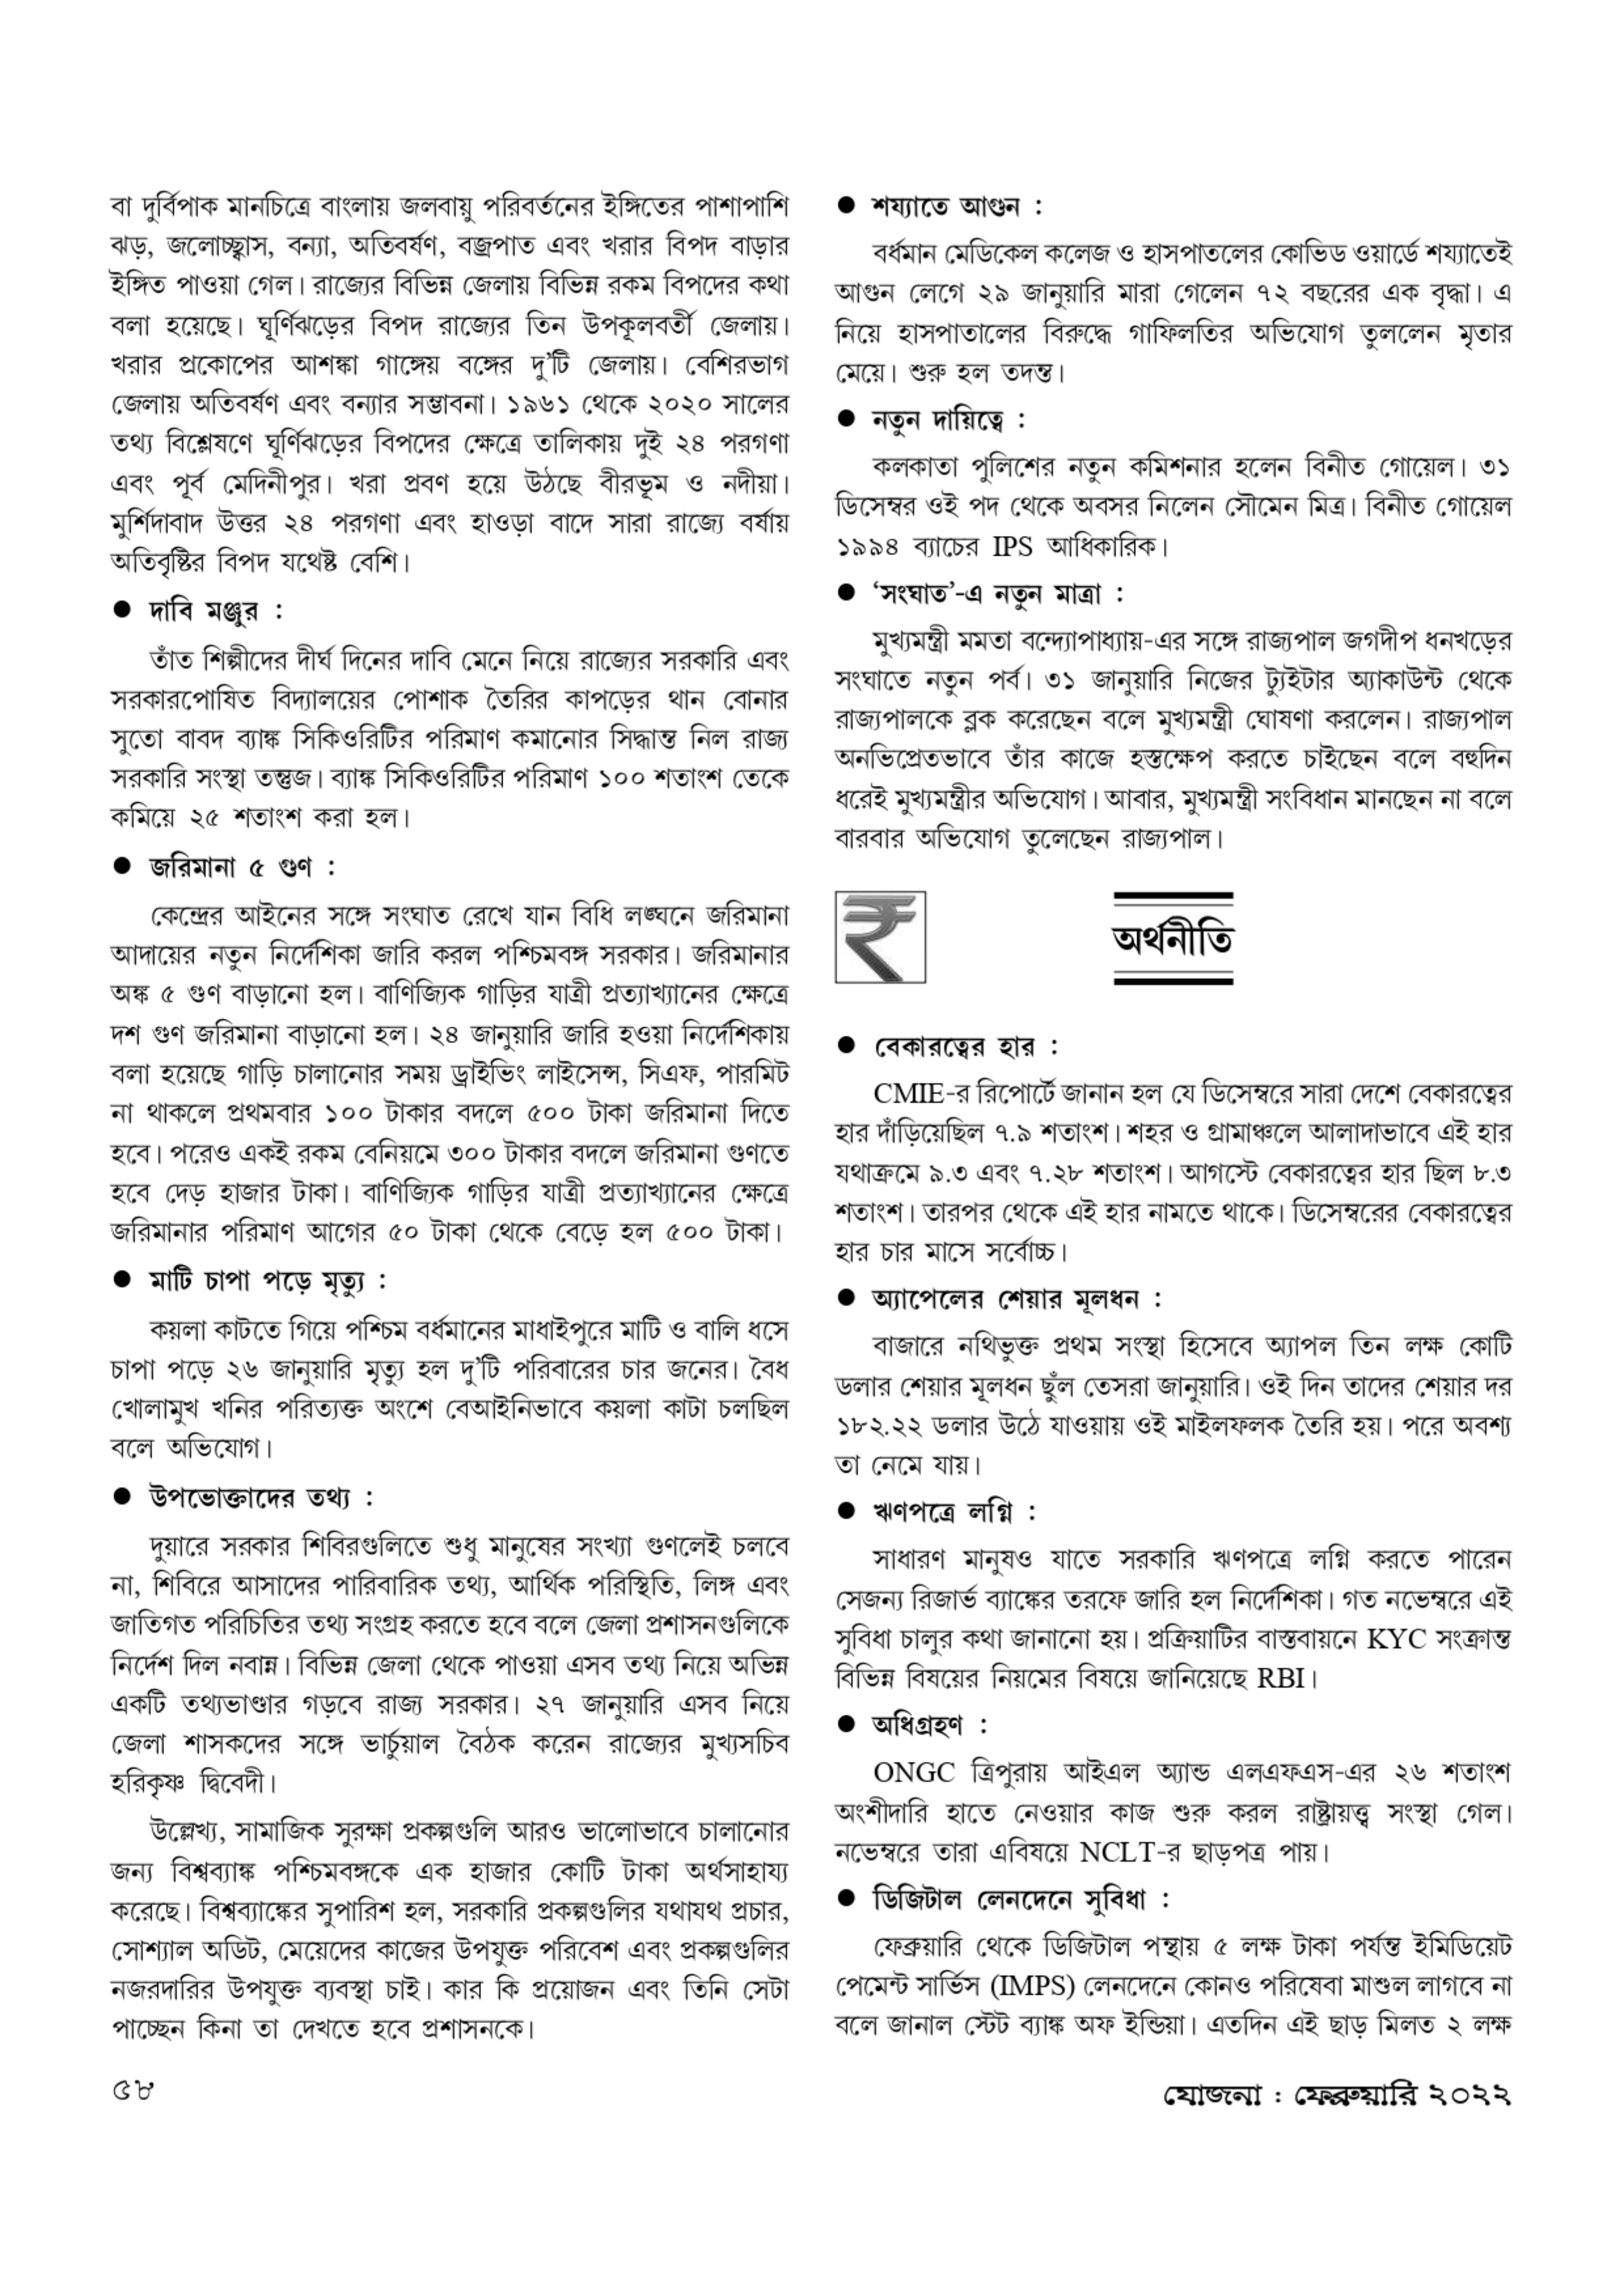 বা দুর্বিপাক মানচিত্রে বাংলায় জলবায়ু পরিবর্তনের ইঙ্গিতের পাশাপাশি
ঝড়, জলোচ্ছ্বাস, বন্যা, অতিবর্ষণ, বজ্রপাত এবং খরার বিপদ বাড়ার
ইঙ্গিত পাওয়া গেল। রাজ্যের বিভিন্ন জেলায় বিভিন্ন রকম বিপদের কথা
বলা হয়েছে। ঘূর্ণিঝড়ের বিপদ রাজ্যের তিন উপকূলবর্তী জেলায়।
খরার প্রকোপের আশঙ্কা গাঙ্গেয় বঙ্গের দু’টি জেলায়। বেশিরভাগ
জেলায় অতিবর্ষণ এবং বন্যার সম্ভাবনা। ১৯৬১ থেকে ২০২০ সালের
তথ্য বিশ্লেষণে ঘূর্ণিঝড়ের বিপদের ক্ষেত্রে তালিকায় দুই ২৪ পরগণা
এবং পূর্ব মেদিনীপুর। খরা প্রবণ হয়ে উঠছে বীরভূম ও নদীয়া।
মুর্শিদাবাদ উত্তর ২৪ পরগণা এবং হাওড়া বাদে সারা রাজ্যে বর্ষায়
অতিবৃষ্টির বিপদ যথেষ্ট বেশি।
● দাবি মঞ্জুর :
তাঁত শিল্পীদের দীর্ঘ দিনের দাবি মেনে নিয়ে রাজ্যের সরকারি এবং
সরকারপোষিত বিদ্যালয়ের পোশাক তৈরির কাপড়ের থান বোনার
সুতো বাবদ ব্যাঙ্ক সিকিওরিটির পরিমাণ কমানোর সিদ্ধান্ত নিল রাজ্য
সরকারি সংস্থা তন্তুজ। ব্যাঙ্ক সিকিওরিটির পরিমাণ ১০০ শতাংশ তেকে
কমিয়ে ২৫ শতাংশ করা হল।
● জরিমানা ৫ গুণ :
কেন্দ্রের আইনের সঙ্গে সংঘাত রেখে যান বিধি লঙ্ঘনে জরিমানা
আদায়ের নতুন নির্দেশিকা জারি করল পশ্চিমবঙ্গ সরকার। জরিমানার
অঙ্ক ৫ গুণ বাড়ানো হল। বাণিজ্যিক গাড়ির যাত্রী প্রত্যাখ্যানের ক্ষেত্রে
দশ গুণ জরিমানা বাড়ানো হল। ২৪ জানুয়ারি জারি হওয়া নির্দেশিকায়
বলা হয়েছে গাড়ি চালানোর সময় ড্রাইভিং লাইসেন্স, সিএফ, পারমিট
না থাকলে প্রথমবার ১০০ টাকার বদলে ৫০০ টাকা জরিমানা দিতে
হবে। পরেও একই রকম বেনিয়মে ৩০০ টাকার বদলে জরিমানা গুণতে
হবে দেড় হাজার টাকা। বাণিজ্যিক গাড়ির যাত্রী প্রত্যাখ্যানের ক্ষেত্রে
জরিমানার পরিমাণ আগের ৫০ টাকা থেকে বেড়ে হল ৫০০ টাকা।
● মাটি চাপা পড়ে মৃত্যু :
কয়লা কাটতে গিয়ে পশ্চিম বর্ধমানের মাধাইপুরে মাটি ও বালি ধসে
চাপা পড়ে ২৬ জানুয়ারি মৃত্যু হল দু’টি পরিবারের চার জনের। বৈধ
খোলামুখ খনির পরিত্যক্ত অংশে বেআইনিভাবে কয়লা কাটা চলছিল
বলে অভিযোগ।
● উপভোক্তাদের তথ্য :
দুয়ারে সরকার শিবিরগুলিতে শুধু মানুষের সংখ্যা গুণলেই চলবে
না, শিবিরে আসাদের পারিবারিক তথ্য, আর্থিক পরিস্থিতি, লিঙ্গ এবং
জাতিগত পরিচিতির তথ্য সংগ্রহ করতে হবে বলে জেলা প্রশাসনগুলিকে
নির্দেশ দিল নবান্ন। বিভিন্ন জেলা থেকে পাওয়া এসব তথ্য নিয়ে অভিন্ন
একটি তথ্যভাণ্ডার গড়বে রাজ্য সরকার। ২৭ জানুয়ারি এসব নিয়ে
জেলা শাসকদের সঙ্গে ভার্চুয়াল বৈঠক করেন রাজ্যের মুখ্যসচিব
হরিকৃষ্ণ দ্বিবেদী।
উল্লেখ্য, সামাজিক সুরক্ষা প্রকল্পগুলি আরও ভালোভাবে চালানোর
জন্য বিশ্বব্যাঙ্ক পশ্চিমবঙ্গকে এক হাজার কোটি টাকা অর্থসাহায্য
করেছে। বিশ্বব্যাঙ্কের সুপারিশ হল, সরকারি প্রকল্পগুলির যথাযথ প্রচার,
সোশ্যাল অডিট, মেয়েদের কাজের উপযুক্ত পরিবেশ এবং প্রকল্পগুলির
নজরদারির উপযুক্ত ব্যবস্থা চাই। কার কি প্রয়োজন এবং তিনি সেটা
পাচ্ছেন কিনা তা দেখতে হবে প্রশাসনকে।
● শয্যাতে আগুন :
বর্ধমান মেডিকেল কলেজ ও হাসপাতলের কোভিড ওয়ার্ডে শয্যাতেই
আগুন লেগে ২৯ জানুয়ারি মারা গেলেন ৭২ বছরের এক বৃদ্ধা। এ
নিয়ে হাসপাতালের বিরুদ্ধে গাফিলতির অভিযোগ তুললেন মৃতার
মেয়ে। শুরু হল তদন্ত।
● নতুন দায়িত্বে :
কলকাতা পুলিশের নতুন কমিশনার হলেন বিনীত গোয়েল। ৩১
ডিসেম্বর ওই পদ থেকে অবসর নিলেন সৌমেন মিত্র। বিনীত গোয়েল
১৯৯৪ ব্যাচের IPS আধিকারিক।
● ‘সংঘাত’-এ নতুন মাত্রা :
মুখ্যমন্ত্রী মমতা বন্দ্যোপাধ্যায়-এর সঙ্গে রাজ্যপাল জগদীপ ধনখড়ের
সংঘাতে নতুন পর্ব। ৩১ জানুয়ারি নিজের ট্যুইটার অ্যাকাউন্ট থেকে
রাজ্যপালকে ব্লক করেছেন বলে মুখ্যমন্ত্রী ঘোষণা করলেন। রাজ্যপাল
অনভিপ্রেতভাবে তাঁর কাজে হস্তক্ষেপ করতে চাইছেন বলে বহুদিন
ধরেই মুখ্যমন্ত্রীর অভিযোগ। আবার, মুখ্যমন্ত্রী সংবিধান মানছেন না বলে
বারবার অভিযোগ তুলেছেন রাজ্যপাল।
₹
অর্থনীতি
● বেকারত্বের হার :
CMIE-র রিপোর্টে জানান হল যে ডিসেম্বরে সারা দেশে বেকারত্বের
হার দাঁড়িয়েছিল ৭.৯ শতাংশ। শহর ও গ্রামাঞ্চলে আলাদাভাবে এই হার
যথাক্রমে ৯.৩ এবং ৭.২৮ শতাংশ। আগস্টে বেকারত্বের হার ছিল ৮.৩
শতাংশ। তারপর থেকে এই হার নামতে থাকে। ডিসেম্বরের বেকারত্বের
হার চার মাসে সর্বোচ্চ।
● অ্যাপেলের শেয়ার মূলধন :
বাজারে নথিভুক্ত প্রথম সংস্থা হিসেবে অ্যাপল তিন লক্ষ কোটি
ডলার শেয়ার মূলধন ছুঁল তেসরা জানুয়ারি। ওই দিন তাদের শেয়ার দর
১৮২.২২ ডলার উঠে যাওয়ায় ওই মাইলফলক তৈরি হয়। পরে অবশ্য
তা নেমে যায়।
● ঋণপত্রে লগ্নি :
সাধারণ মানুষও যাতে সরকারি ঋণপত্রে লগ্নি করতে পারেন
সেজন্য রিজার্ভ ব্যাঙ্কের তরফে জারি হল নির্দেশিকা। গত নভেম্বরে এই
সুবিধা চালুর কথা জানানো হয়। প্রক্রিয়াটির বাস্তবায়নে KYC সংক্রান্ত
বিভিন্ন বিষয়ের নিয়মের বিষয়ে জানিয়েছে RBI।
● অধিগ্রহণ :
ONGC ত্রিপুরায় আইএল অ্যান্ড এলএফএস-এর ২৬ শতাংশ
অংশীদারি হাতে নেওয়ার কাজ শুরু করল রাষ্ট্রায়ত্ত্ব সংস্থা গেল।
নভেম্বরে তারা এবিষয়ে NCLT-র ছাড়পত্র পায়।
● ডিজিটাল লেনদেনে সুবিধা :
ফেব্রুয়ারি থেকে ডিজিটাল পন্থায় ৫ লক্ষ টাকা পর্যন্ত ইমিডিয়েট
পেমেন্ট সার্ভিস (IMPS) লেনদেনে কোনও পরিষেবা মাশুল লাগবে না
বলে জানাল স্টেট ব্যাঙ্ক অফ ইন্ডিয়া। এতদিন এই ছাড় মিলত ২ লক্ষ
৫৮
যোজনা : ফেব্রুয়ারি ২০২২